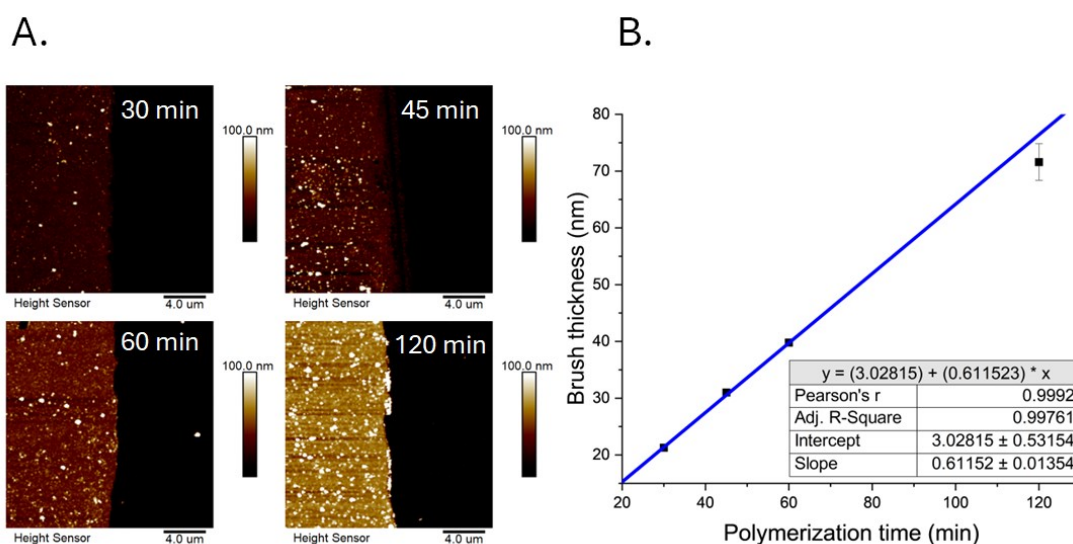 A.
B.
30 min
100.0 nm
Height Sensor
4.0 um
45 min
100.0 nm
Height Sensor
4.0 um
60 min
100.0 nm
Height Sensor
4.0 um
120 min
100.0 nm
Height Sensor
4.0 um
Brush thickness (nm)
80
70
60
50
40
30
20
y = (3.02815) + (0.611523) * x
Pearson's r 0.9992
Adj. R-Square 0.99761
Intercept 3.02815 ± 0.53154
Slope 0.61152 ± 0.01354
20 40 60 80 100 120
Polymerization time (min)